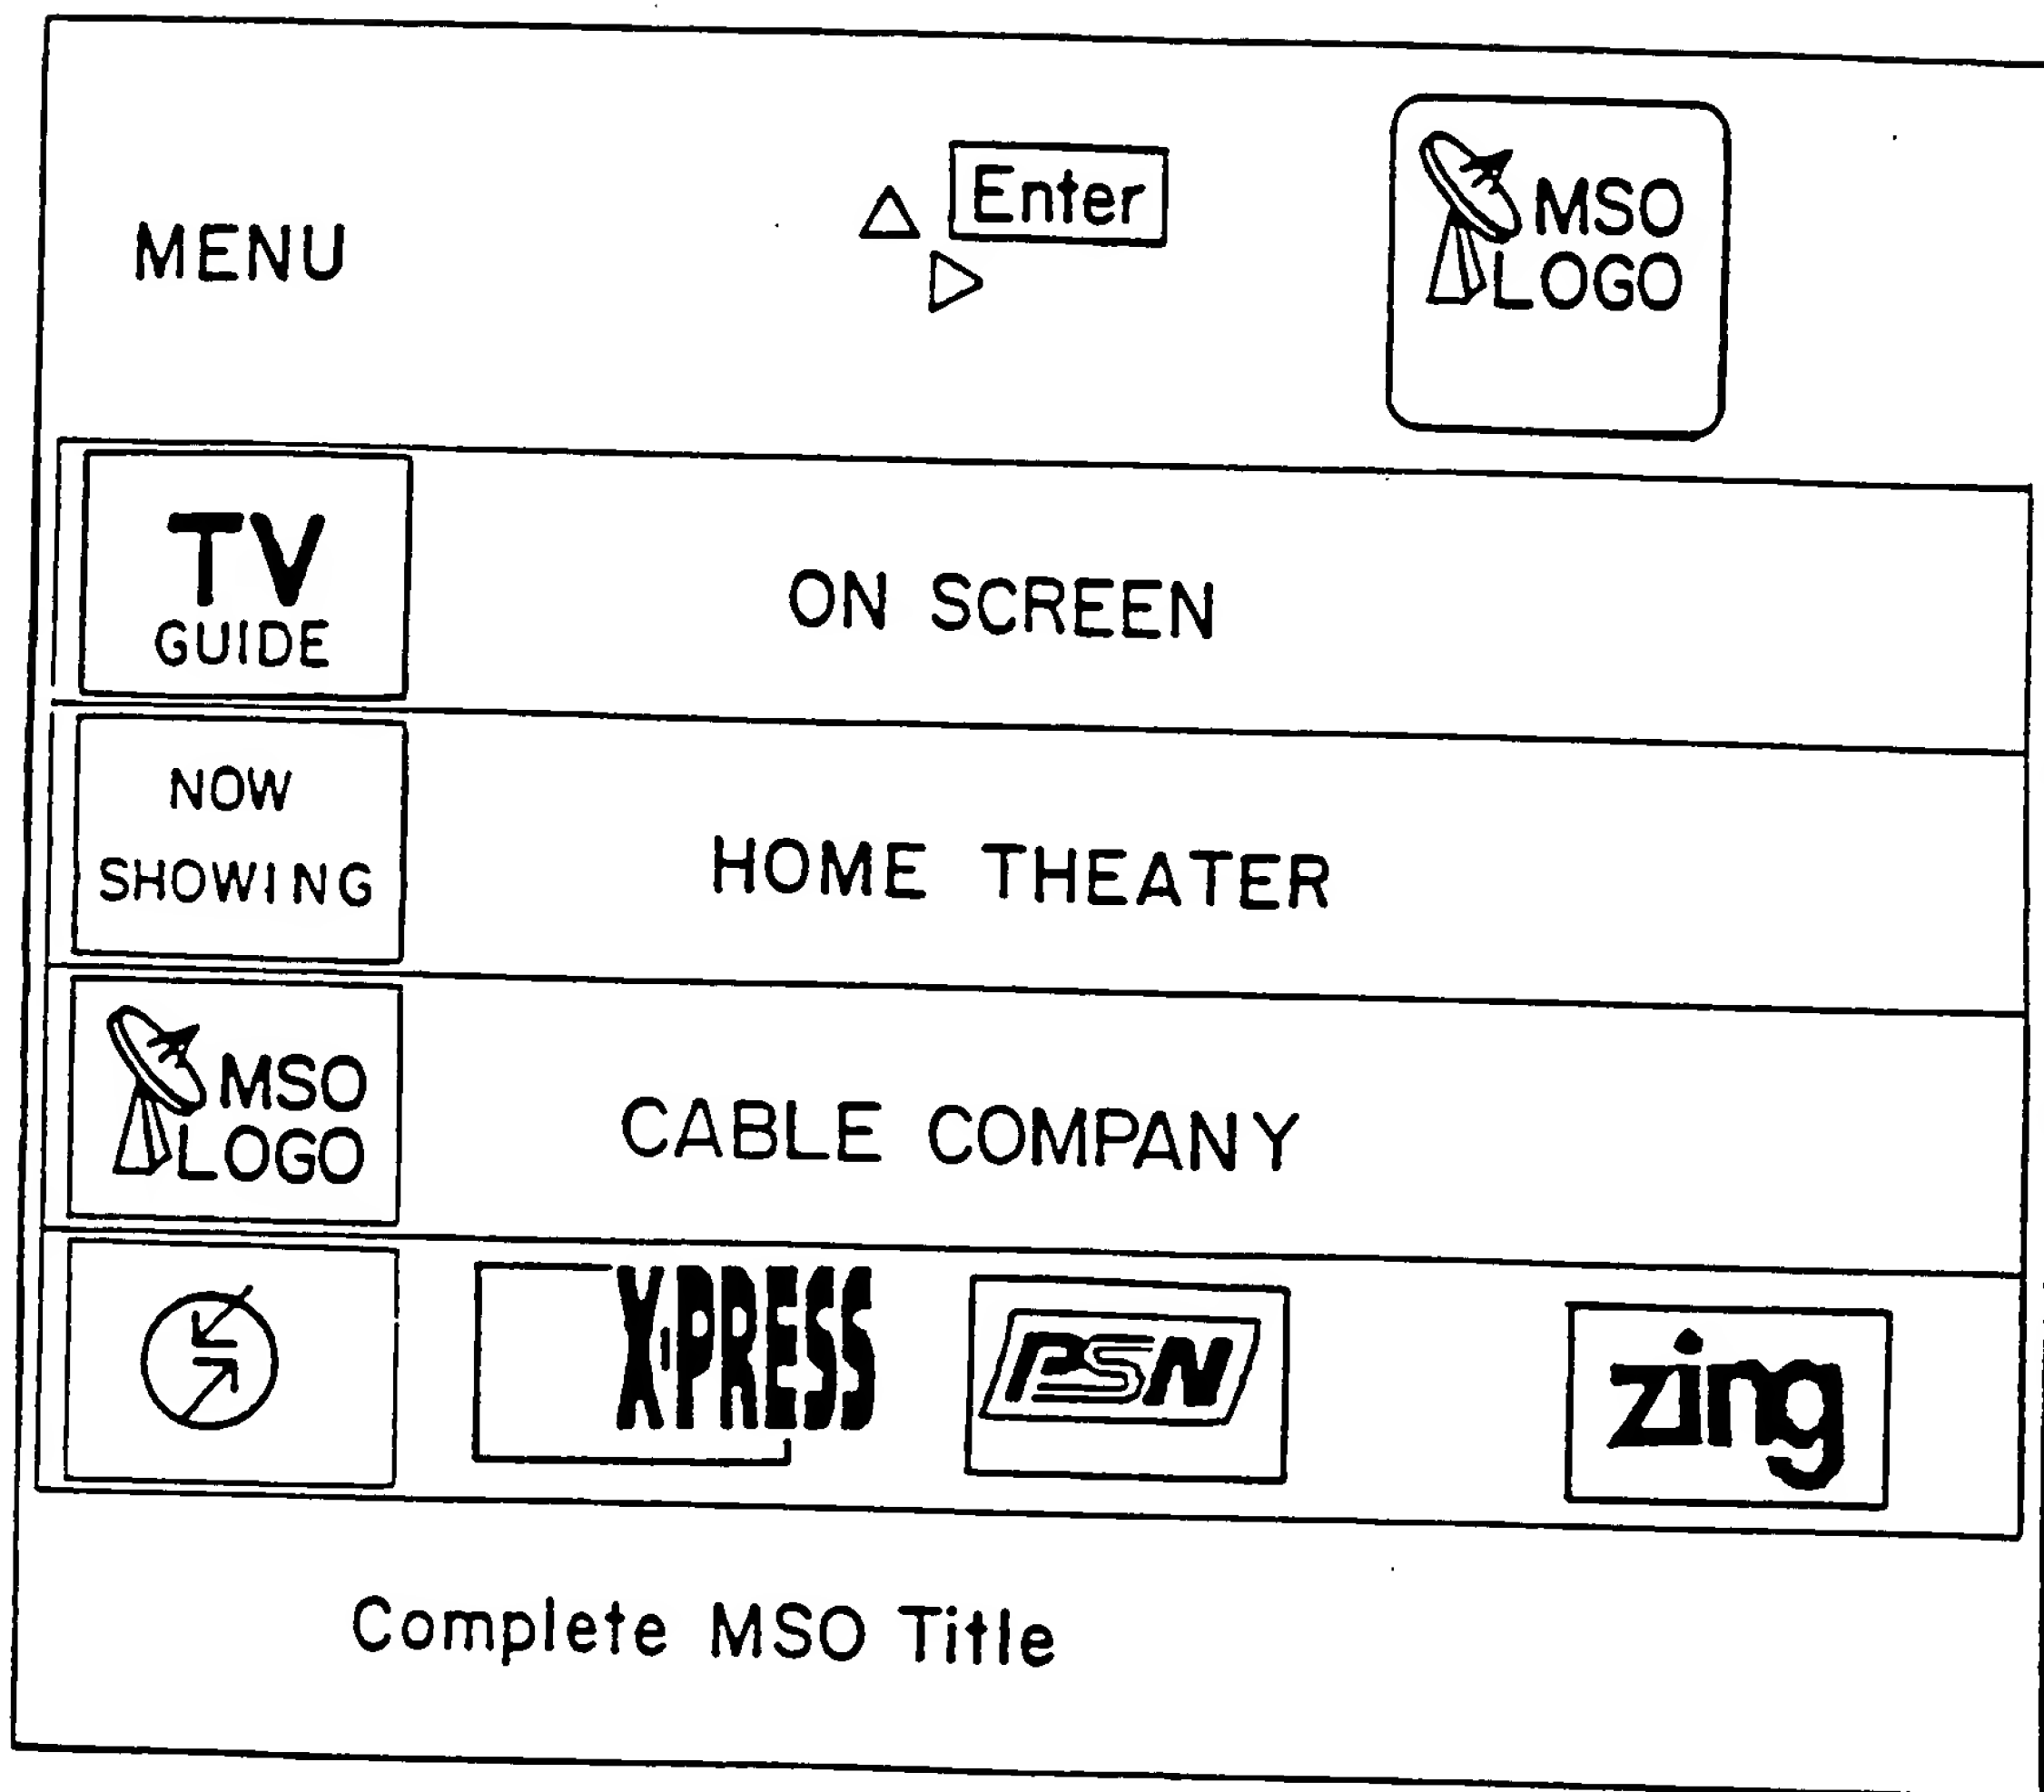 MENU
Enter
MSO
LOGO
TV
GUIDE
ON SCREEN
NOW
SHOWING
HOME THEATER
MSO
LOGO
CABLE COMPANY
X·PRESS
PSN
zing
Complete MSO Title